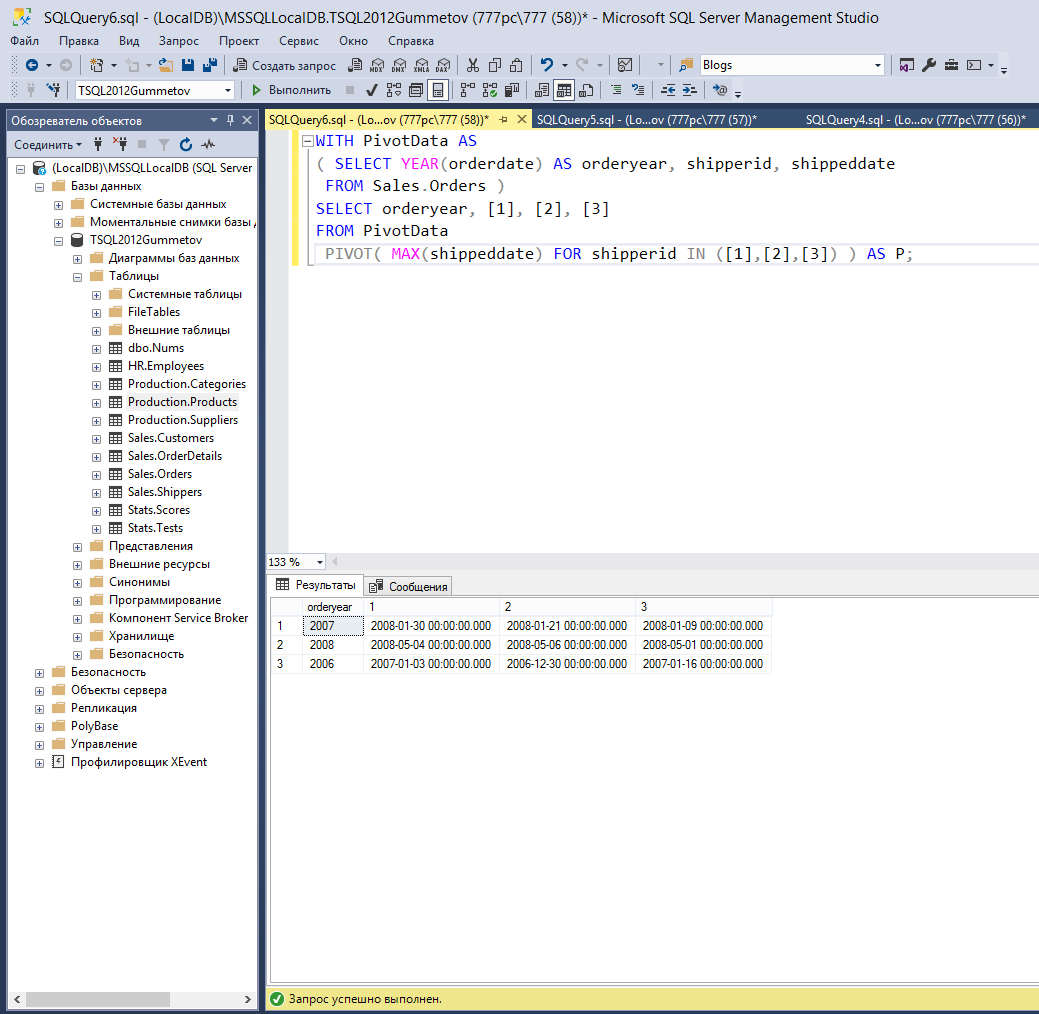 SQLQuery6.sql - (LocalDB)\MSSQLLocalDB.TSQL2012Gummetov (777pc\777 (58))* - Microsoft SQL Server Management Studio
Файл Правка Вид Запрос Проект Сервис Окно Справка
Создать запрос MDX DMX XMLA DAX Blogs
TSQL2012Gummetov Выполнить
Обозреватель объектов
Соединить
(LocalDB)\MSSQLLocalDB (SQL Server
Базы данных
Системные базы данных
Моментальные снимки базы
TSQL2012Gummetov
Диаграммы баз данных
Таблицы
Системные таблицы
FileTables
Внешние таблицы
dbo.Nums
HR.Employees
Production.Categories
Production.Products
Production.Suppliers
Sales.Customers
Sales.OrderDetails
Sales.Orders
Sales.Shippers
Stats.Scores
Stats.Tests
Представления
Внешние ресурсы
Синонимы
Программирование
Компонент Service Broker
Хранилище
Безопасность
Безопасность
Объекты сервера
Репликация
PolyBase
Управление
Профилировщик XEvent
SQLQuery6.sql - (Lo...ov (777pc\777 (58))* SQLQuery5.sql - (Lo...ov (777pc\777 (57))* SQLQuery4.sql - (Lo...ov (777pc\777 (56))*
WITH PivotData AS
( SELECT YEAR(orderdate) AS orderyear, shipperid, shippeddate
FROM Sales.Orders )
SELECT orderyear, [1], [2], [3]
FROM PivotData
PIVOT( MAX(shippeddate) FOR shipperid IN ([1],[2],[3]) ) AS P;
133 %
Результаты Сообщения
orderyear 1 2 3
1 2007 2008-01-30 00:00:00.000 2008-01-21 00:00:00.000 2008-01-09 00:00:00.000
2 2008 2008-05-04 00:00:00.000 2008-05-06 00:00:00.000 2008-05-01 00:00:00.000
3 2006 2007-01-03 00:00:00.000 2006-12-30 00:00:00.000 2007-01-16 00:00:00.000
Запрос успешно выполнен.